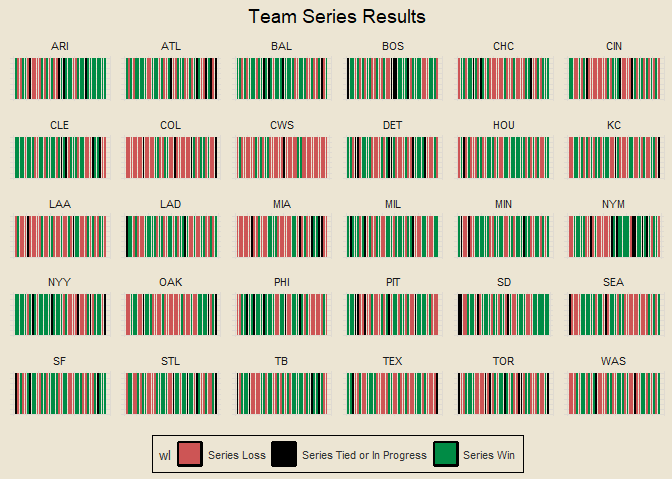 Team Series Results
ARI ATL BAL BOS CHC CIN
CLE COL CWS DET HOU KC
LAA LAD MIA MIL MIN NYM
NYY OAK PHI PIT SD SEA
SF STL TB TEX TOR WAS
wl Series Loss Series Tied or In Progress Series Win